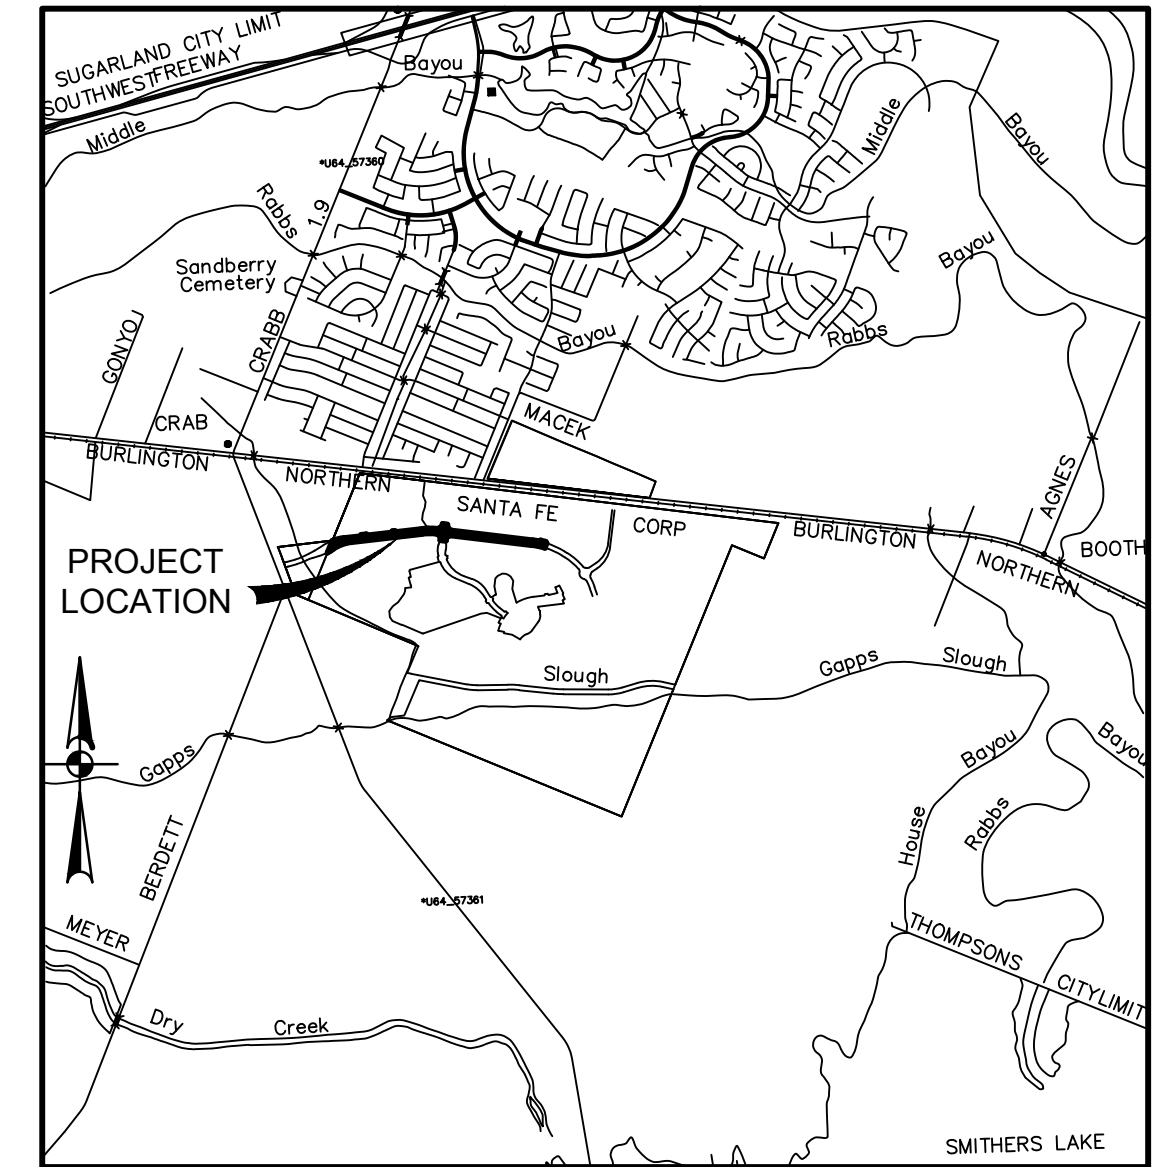 SUGARLAND CITY LIMIT
SOUTHWESTFREEWAY
Bayou
Middle
*U64_57360
Middle
Bayou
Rabbs
1.9
Sandberry
Cemetery
Bayou
GONYO
CRABB
Bayou
Rabbs
CRAB
MACEK
BURLINGTON
NORTHERN
SANTA FE
CORP
BURLINGTON
AGNES
NORTHERN
BOOTH
PROJECT
LOCATION
Slough
Gapps
Slough
Gapps
Bayou
Bayou
House
Rabbs
BERDETT
*U64_57361
MEYER
THOMPSONS
CITYLIMIT
Dry
Creek
SMITHERS LAKE